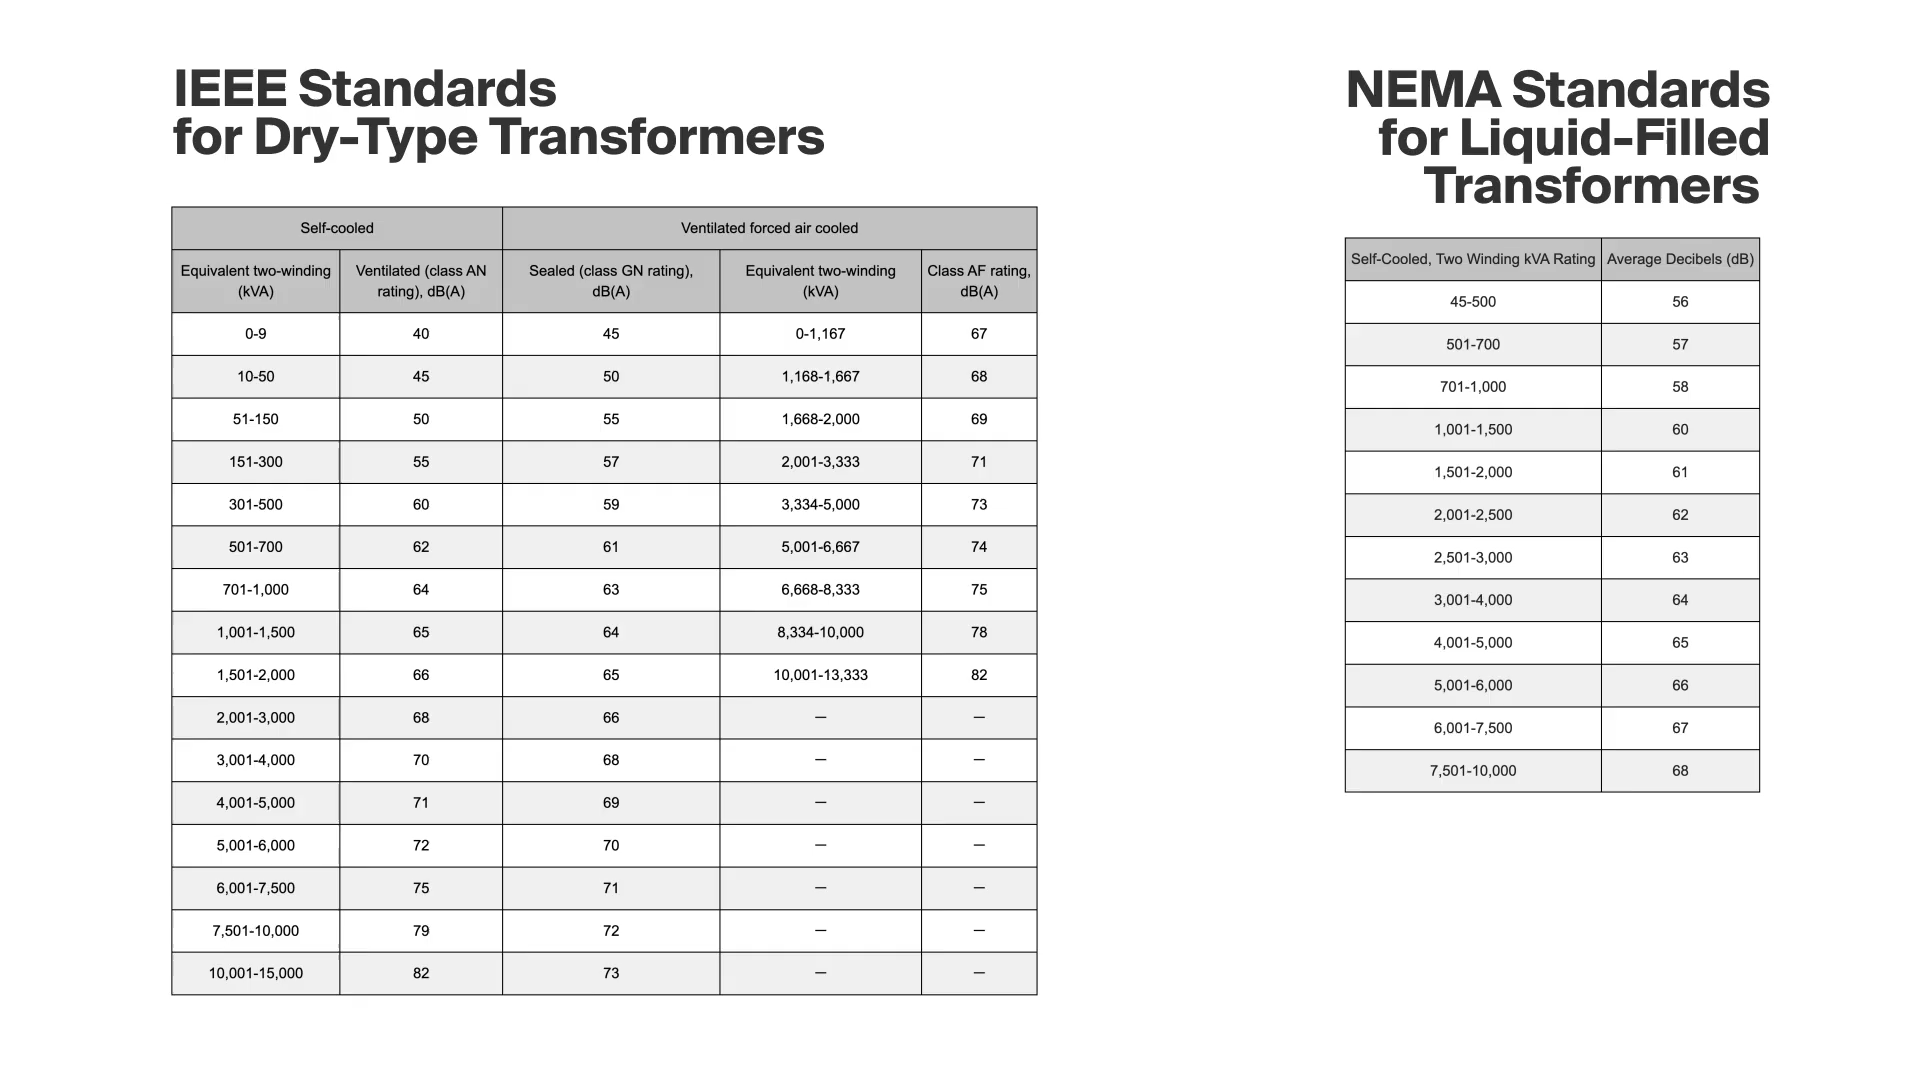 IEEE Standards
for Dry-Type Transformers
Self-cooled Ventilated forced air cooled
Equivalent two-winding (kVA) Ventilated (class AN rating), dB(A) Sealed (class GN rating), dB(A) Equivalent two-winding (kVA) Class AF rating, dB(A)
0-9 40 45 0-1,167 67
10-50 45 50 1,168-1,667 68
51-150 50 55 1,668-2,000 69
151-300 55 57 2,001-3,333 71
301-500 60 59 3,334-5,000 73
501-700 62 61 5,001-6,667 74
701-1,000 64 63 6,668-8,333 75
1,001-1,500 65 64 8,334-10,000 78
1,501-2,000 66 65 10,001-13,333 82
2,001-3,000 68 66 — —
3,001-4,000 70 68 — —
4,001-5,000 71 69 — —
5,001-6,000 72 70 — —
6,001-7,500 75 71 — —
7,501-10,000 79 72 — —
10,001-15,000 82 73 — —
NEMA Standards
for Liquid-Filled
Transformers
Self-Cooled, Two Winding kVA Rating Average Decibels (dB)
45-500 56
501-700 57
701-1,000 58
1,001-1,500 60
1,501-2,000 61
2,001-2,500 62
2,501-3,000 63
3,001-4,000 64
4,001-5,000 65
5,001-6,000 66
6,001-7,500 67
7,501-10,000 68